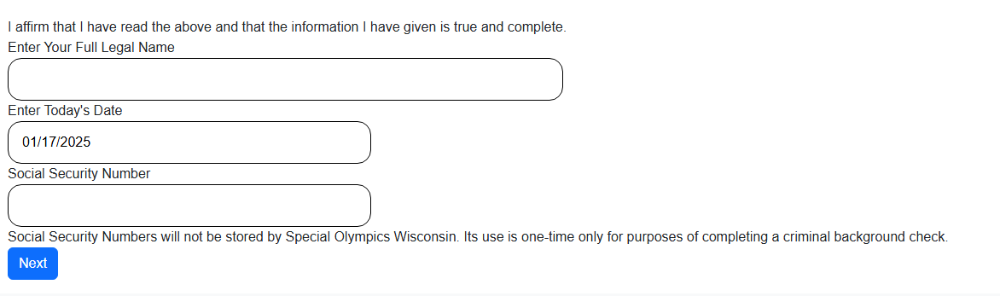 I affirm that I have read the above and that the information I have given is true and complete.
Enter Your Full Legal Name
Enter Today's Date
01/17/2025
Social Security Number
Social Security Numbers will not be stored by Special Olympics Wisconsin. Its use is one-time only for purposes of completing a criminal background check.
Next